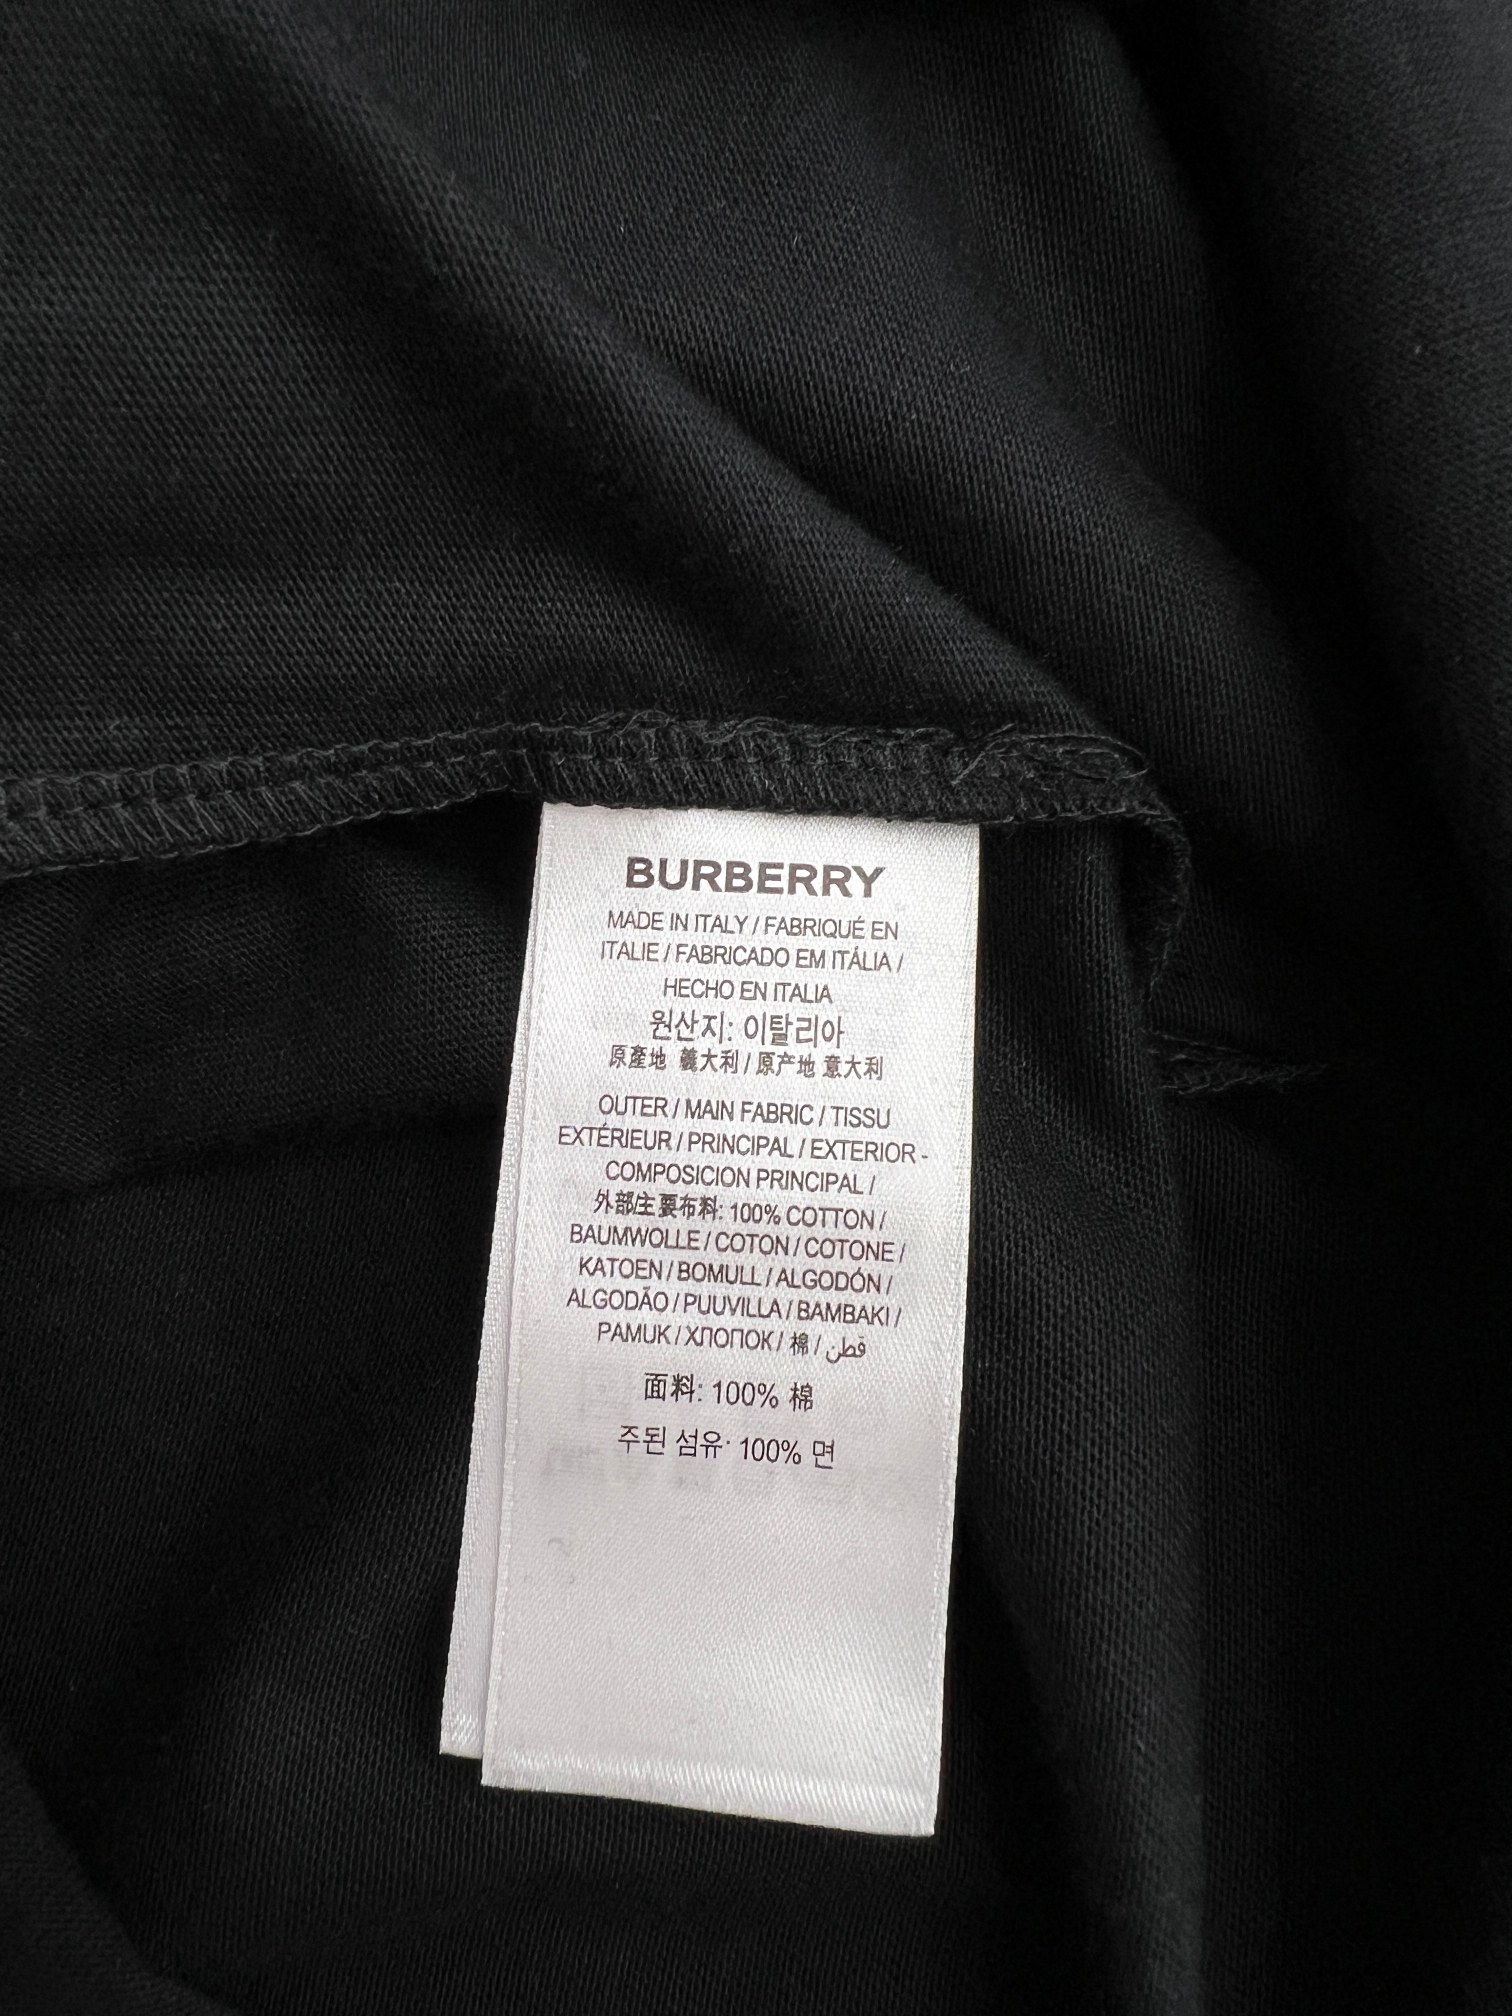 BURBERRY
MADE IN ITALY / FABRIQUÉ EN
ITALIE / FABRICADO EM ITÁLIA /
HECHO EN ITALIA
원산지: 이탈리아
原產地 義大利 / 原产地 意大利
OUTER / MAIN FABRIC / TISSU
EXTÉRIEUR / PRINCIPAL / EXTERIOR -
COMPOSICION PRINCIPAL /
外部主要布料: 100% COTTON /
BAUMWOLLE / COTON / COTONE /
KATOEN / BOMULL / ALGODÓN /
ALGODÃO / PUUVILLA / BAMBAKI /
PAMUK / ХЛОПОК / 棉 / قطن
面料: 100% 棉
주된 섬유: 100% 면